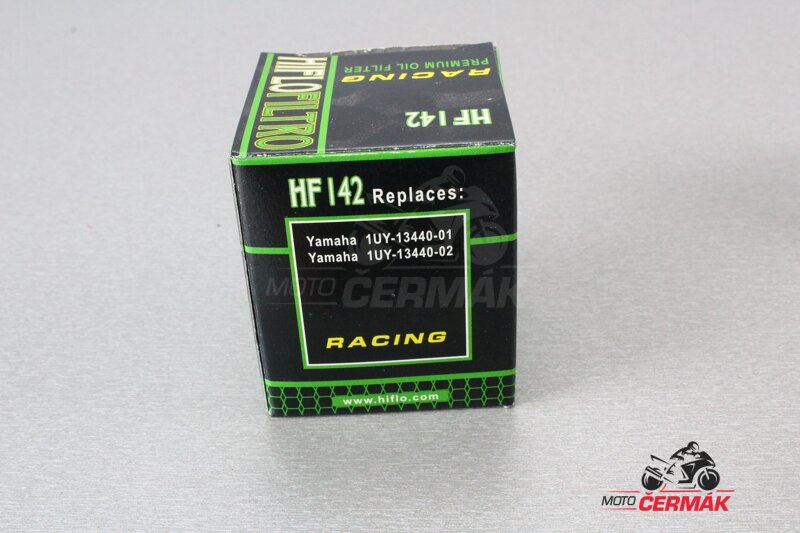 HIFLOFILTRO
RACING
PREMIUM OIL FILTER
HF142
HF142 Replaces:
Yamaha 1UY-13440-01
Yamaha 1UY-13440-02
MOTO ČERMÁK
RACING
www.hiflo.com
MOTO ČERMÁK